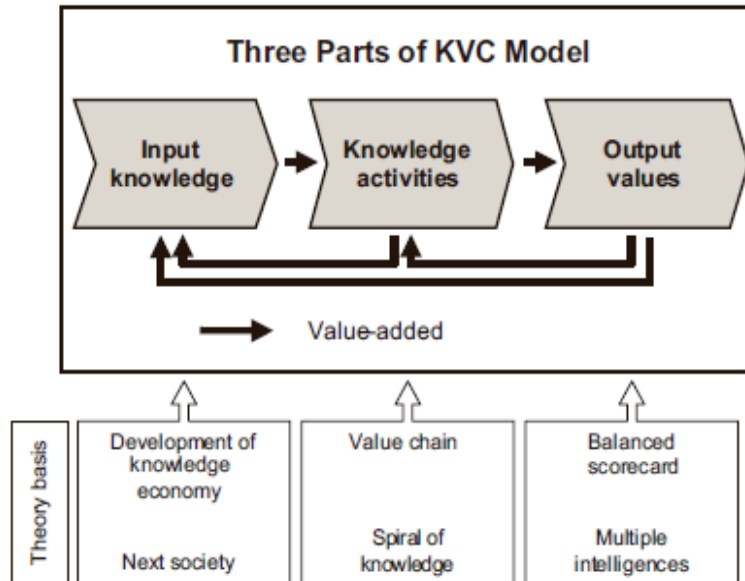 Three Parts of KVC Model
Input
knowledge
Knowledge
activities
Output
values
Value-added
Theory basis
Development of
knowledge
economy
Next society
Value chain
Spiral of
knowledge
Balanced
scorecard
Multiple
intelligences